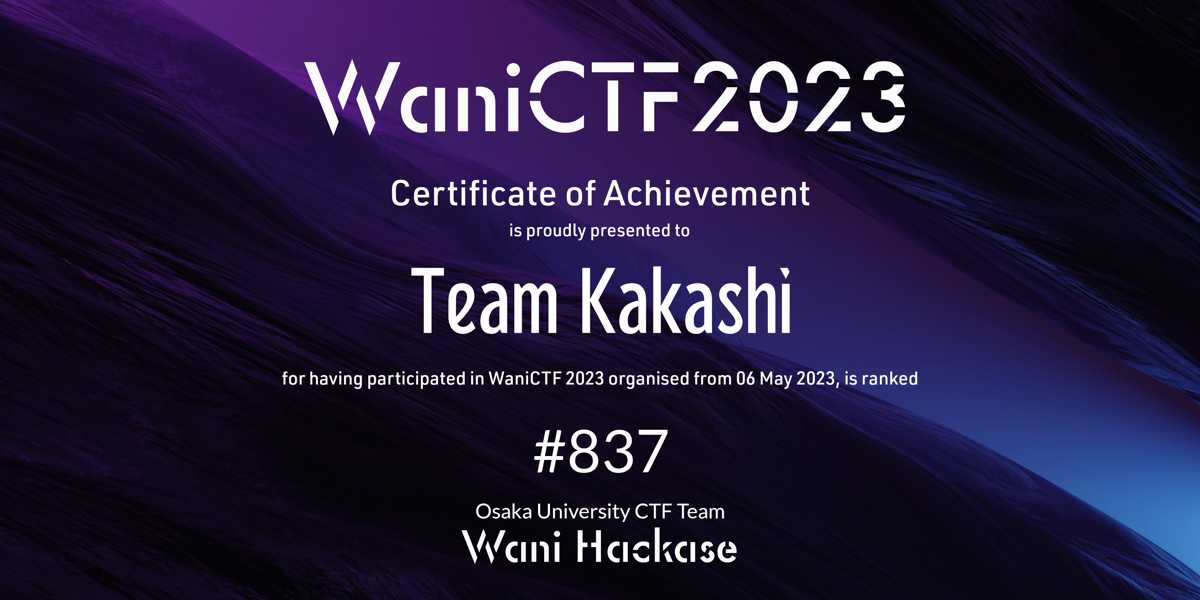 WaniCTF2023
Certificate of Achievement
is proudly presented to
Team Kakashi
for having participated in WaniCTF 2023 organised from 06 May 2023, is ranked
#837
Osaka University CTF Team
Wani Hackase